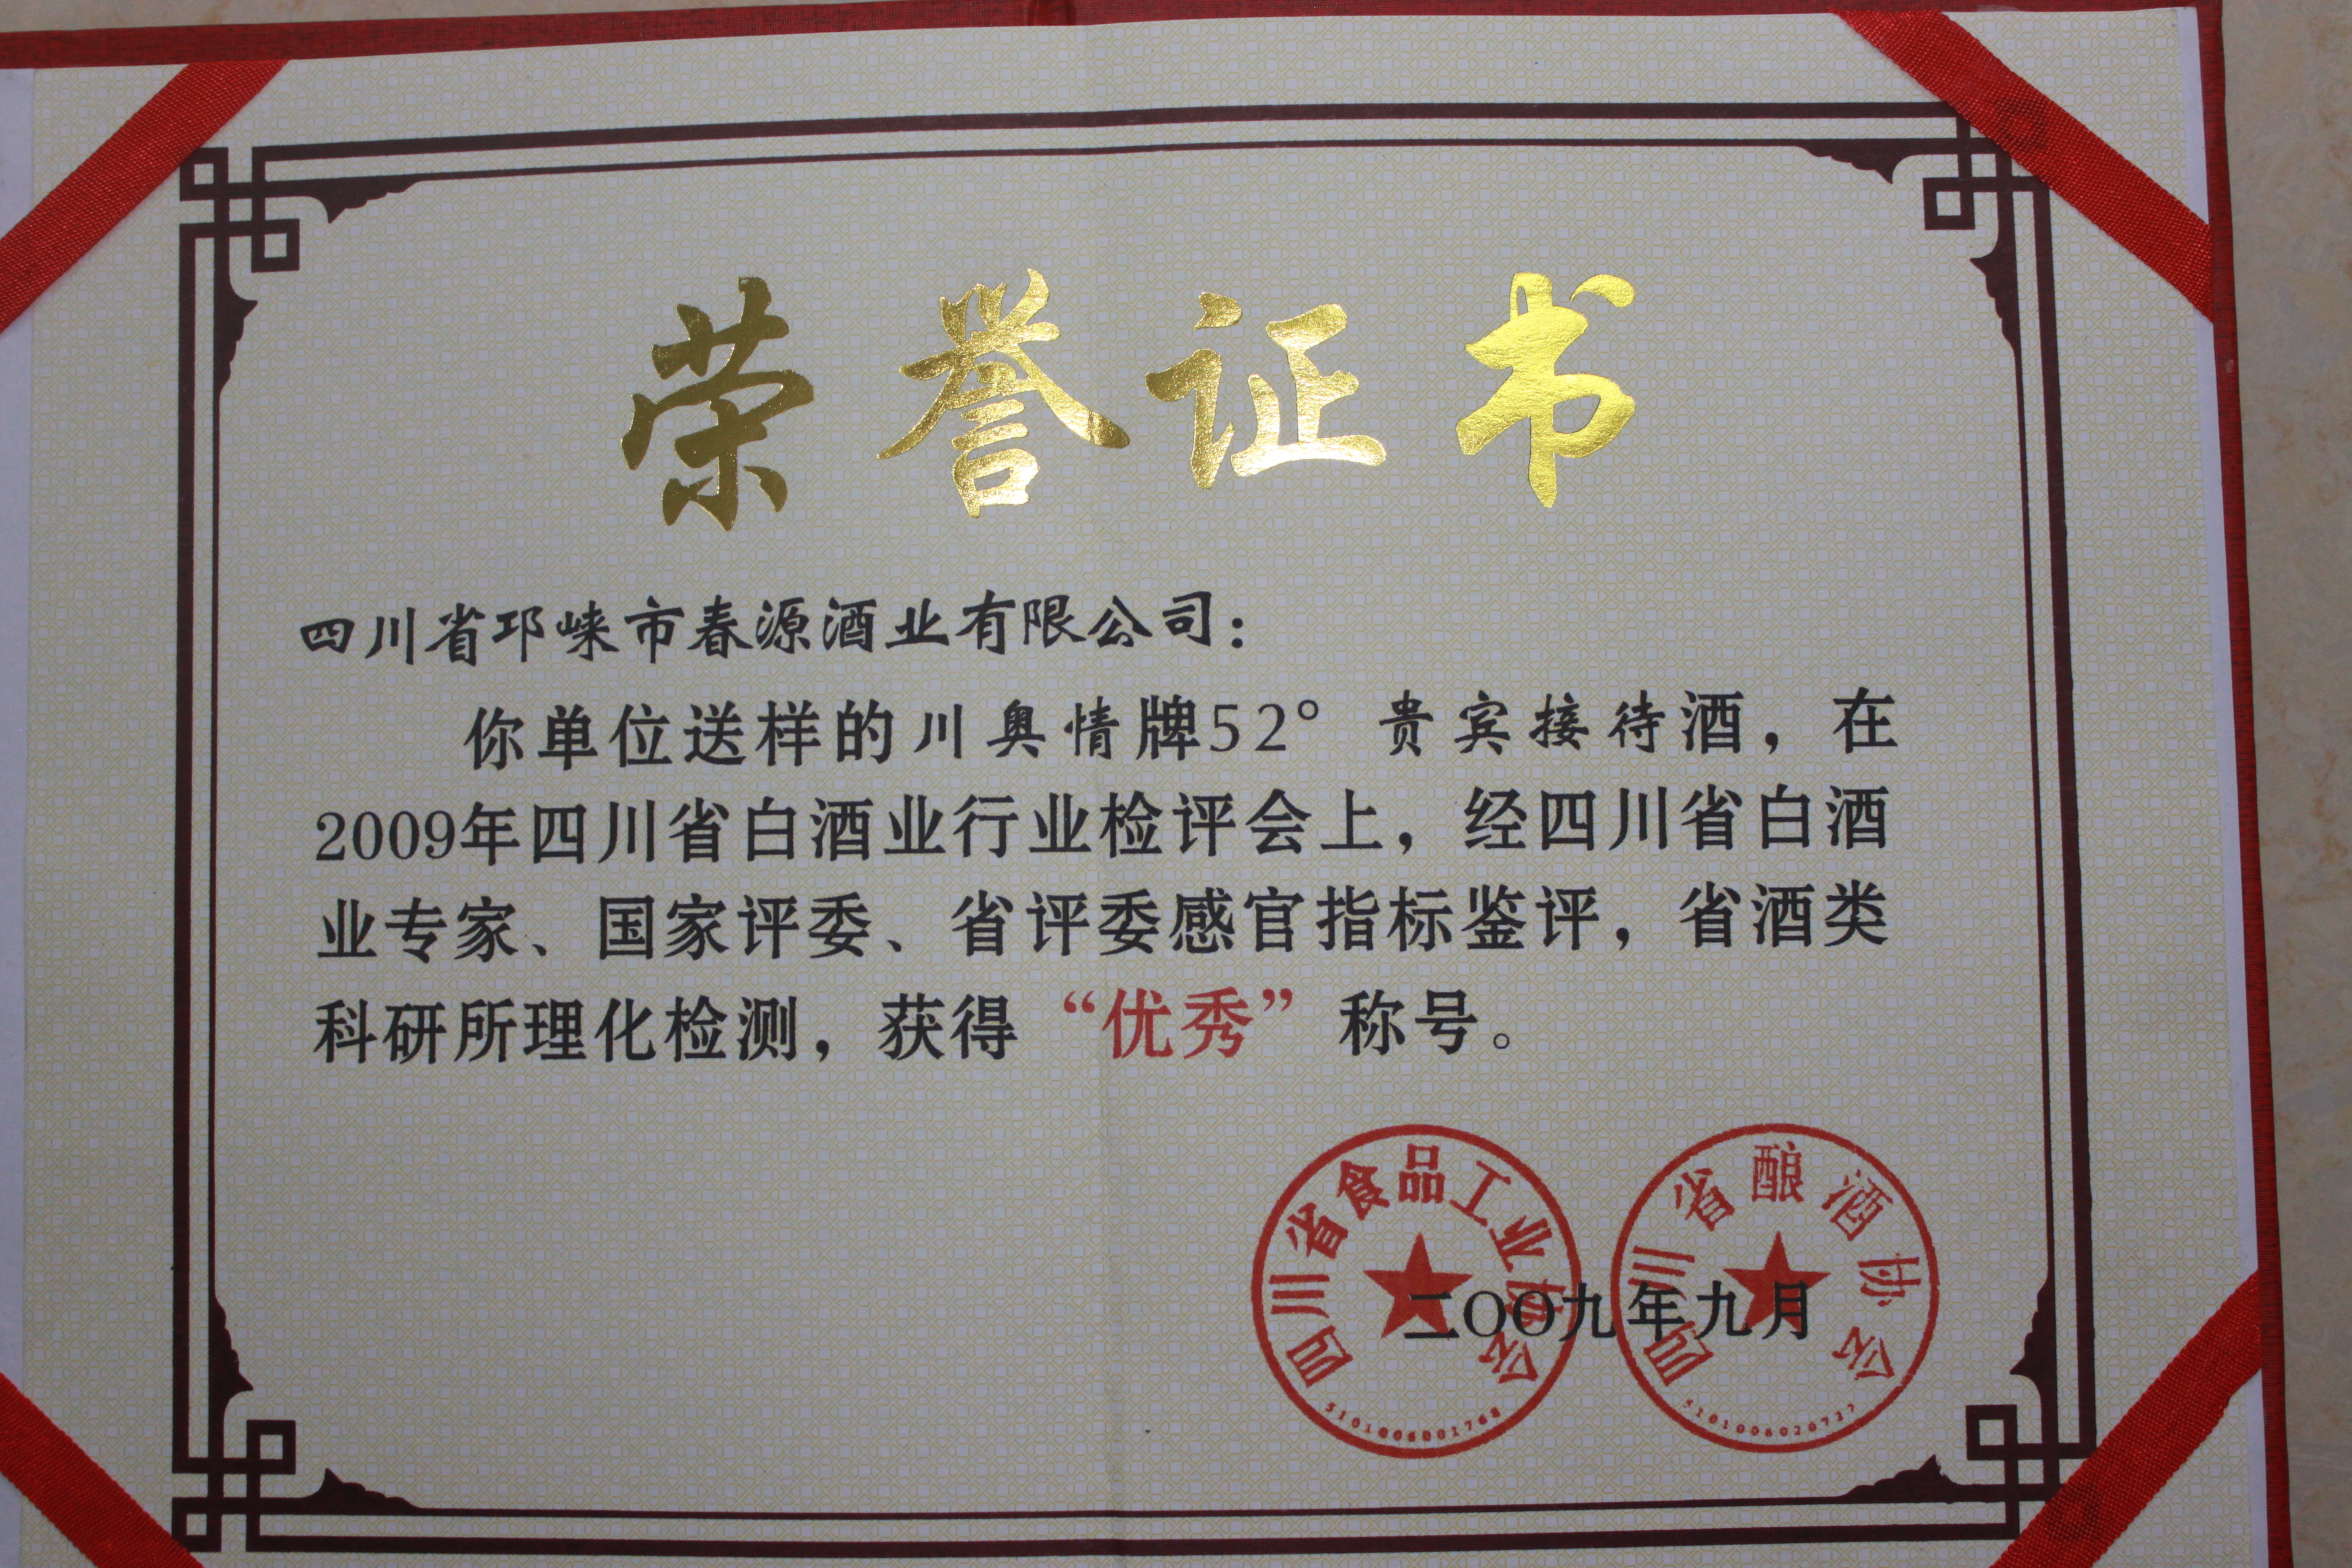 荣誉证书
四川省邛崃市春源酒业有限公司：
你单位送样的川奥情牌52°贵宾接待酒，在
2009年四川省白酒业行业检评会上，经四川省白酒
业专家、国家评委、省评委感官指标鉴评，省酒类
科研所理化检测，获得“优秀”称号。
四川省食品工业协会
5101006001768
四川省酿酒协会
5101006020727
二〇〇九年九月